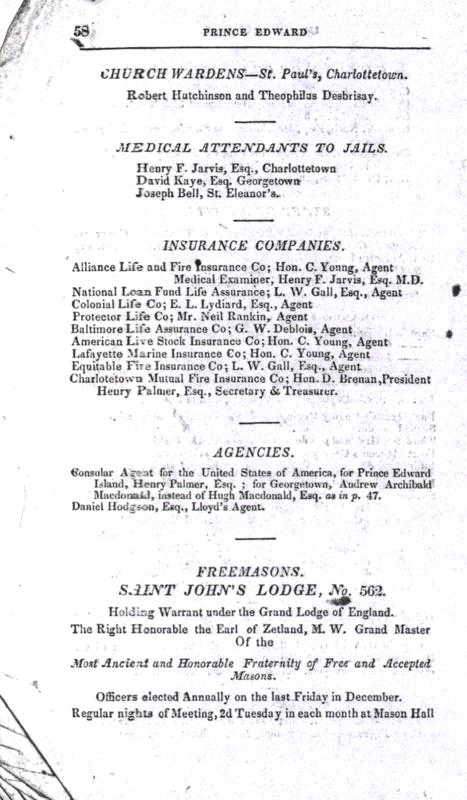 58
PRINCE EDWARD
CHURCH WARDENS—St. Paul's, Charlottetown.
Robert Hutchinson and Theophilus Desbrisay.
MEDICAL ATTENDANTS TO JAILS.
Henry F. Jarvis, Esq., Charlottetown
David Kaye, Esq. Georgetown
Joseph Bell, St. Eleanor's.
INSURANCE COMPANIES.
Alliance Life and Fire Insurance Co; Hon. C. Young, Agent
Medical Examiner, Henry F. Jarvis, Esq. M.D.
National Loan Fund Life Assurance; L. W. Gall, Esq., Agent
Colonial Life Co; E. L. Lydiard, Esq., Agent
Protector Life Co; Mr. Neil Rankin, Agent
Baltimore Life Assurance Co; G. W. Deblois, Agent
American Live Stock Insurance Co; Hon. C. Young, Agent
Lafayette Marine Insurance Co; Hon. C. Young, Agent
Equitable Fire Insurance Co; L. W. Gall, Esq., Agent
Charlotetown Mutual Fire Insurance Co; Hon. D. Brenan, President
Henry Palmer, Esq., Secretary & Treasurer.
AGENCIES.
Consular Agent for the United States of America, for Prince Edward
Island, Henry Palmer, Esq. ; for Georgetown, Andrew Archibald
Macdonald, instead of Hugh Macdonald, Esq. as in p. 47.
Daniel Hodgson, Esq., Lloyd's Agent.
FREEMASONS.
SAINT JOHN'S LODGE, No. 562.
Holding Warrant under the Grand Lodge of England.
The Right Honorable the Earl of Zetland, M. W. Grand Master
Of the
Most Ancient and Honorable Fraternity of Free and Accepted
Masons.
Officers elected Annually on the last Friday in December.
Regular nights of Meeting, 2d Tuesday in each month at Mason Hall